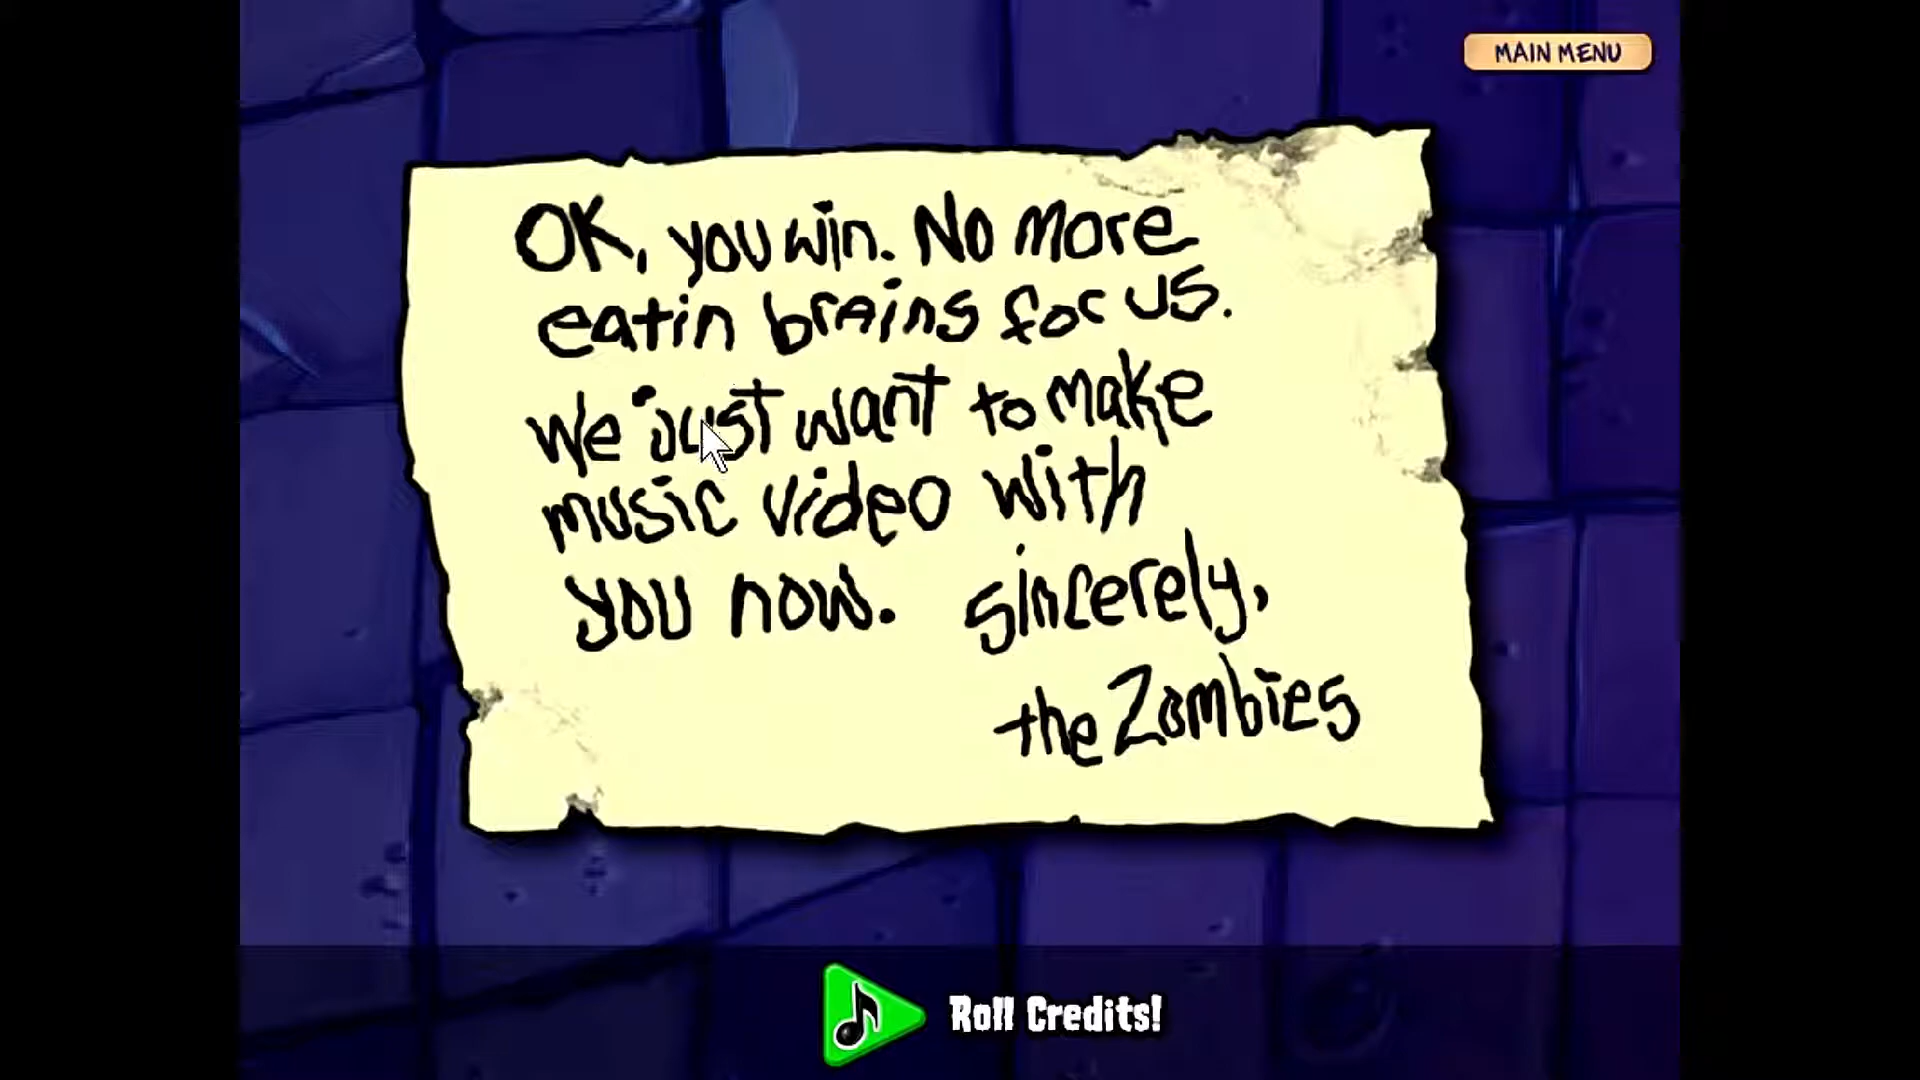 MAIN MENU
OK, you win. No more
eatin brains for us.
We just want to make
music video with
you now. sincerely,
the Zombies
Roll Credits!